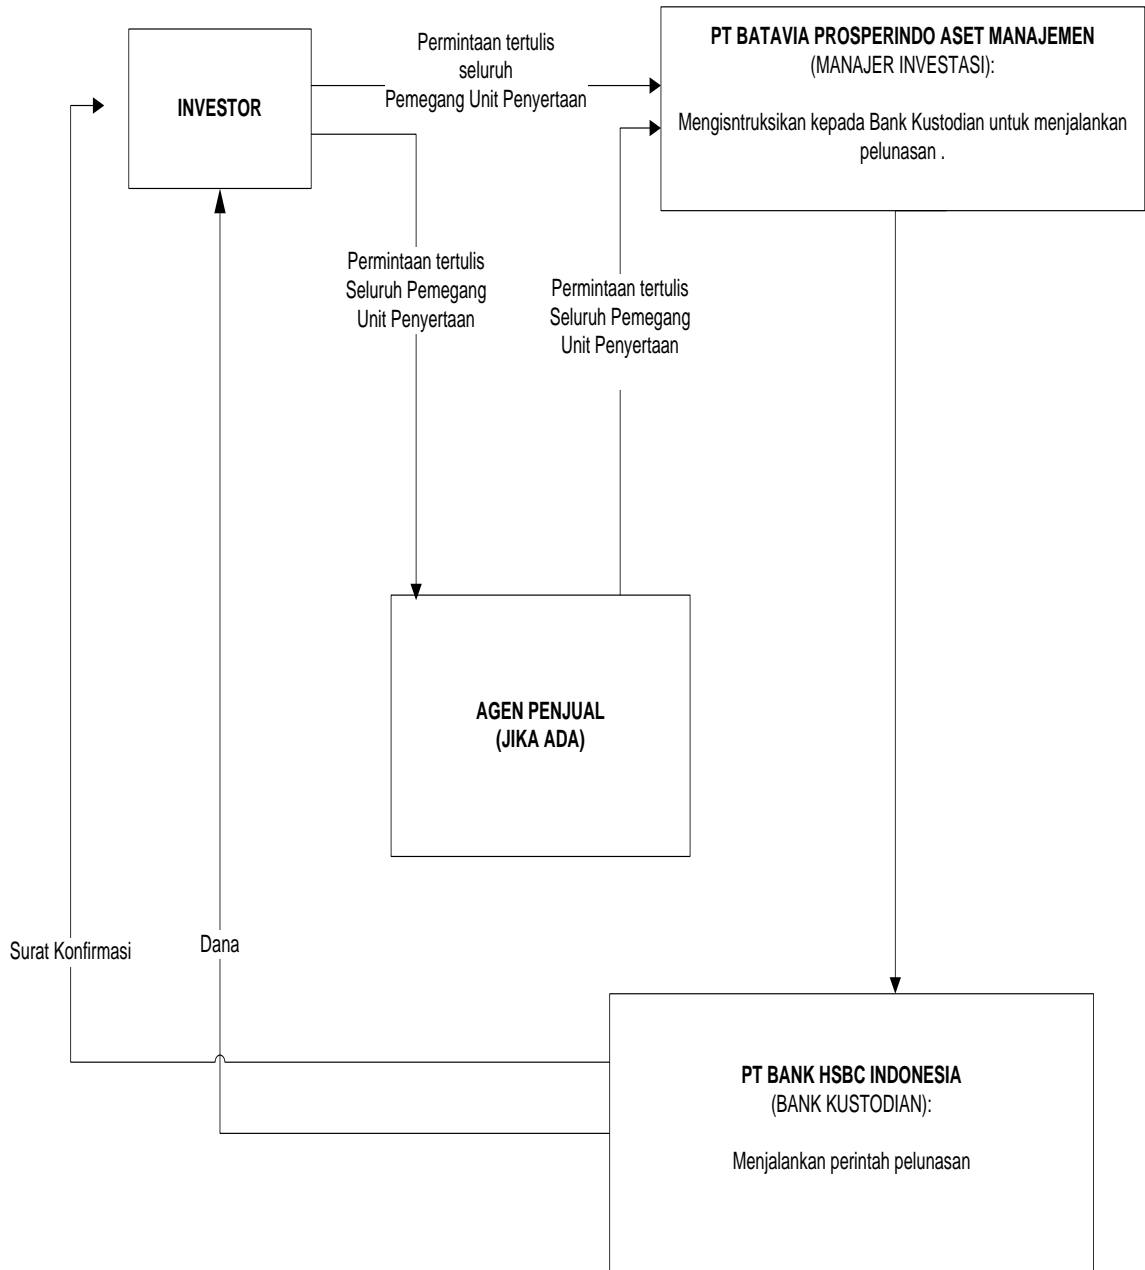 INVESTOR
Permintaan tertulis
seluruh
Pemegang Unit Penyertaan
PT BATAVIA PROSPERINDO ASET MANAJEMEN
(MANAJER INVESTASI):
Mengisntruksikan kepada Bank Kustodian untuk menjalankan
pelunasan .
Permintaan tertulis
Seluruh Pemegang
Unit Penyertaan
Permintaan tertulis
Seluruh Pemegang
Unit Penyertaan
AGEN PENJUAL
(JIKA ADA)
Surat Konfirmasi
Dana
PT BANK HSBC INDONESIA
(BANK KUSTODIAN):
Menjalankan perintah pelunasan